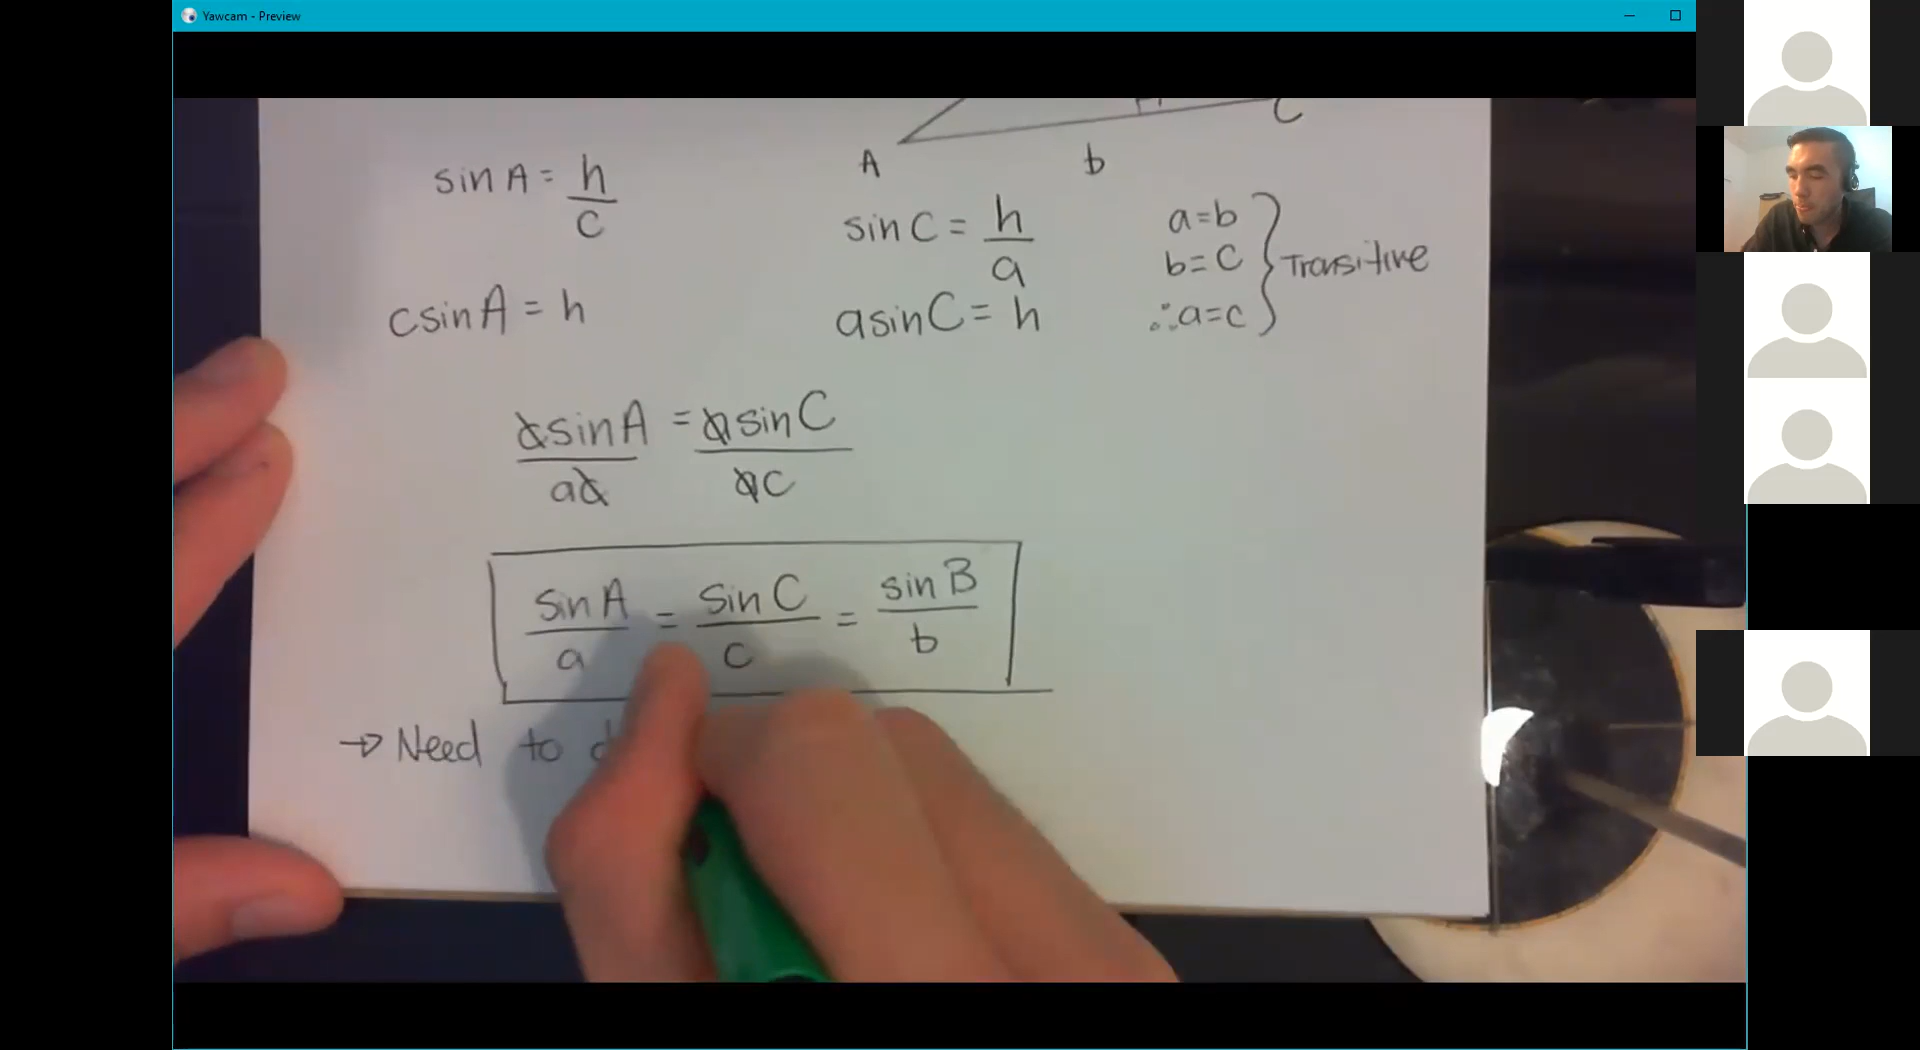 Yawcam - Preview
C
A
b
sin A = h/c
sin C = h/a
a=b
b=c
∴a=c
Transitive
csinA = h
asinC = h
csinA/ac = asinC/ac
sin A/a = sin C/c = sin B/b
→ Need to